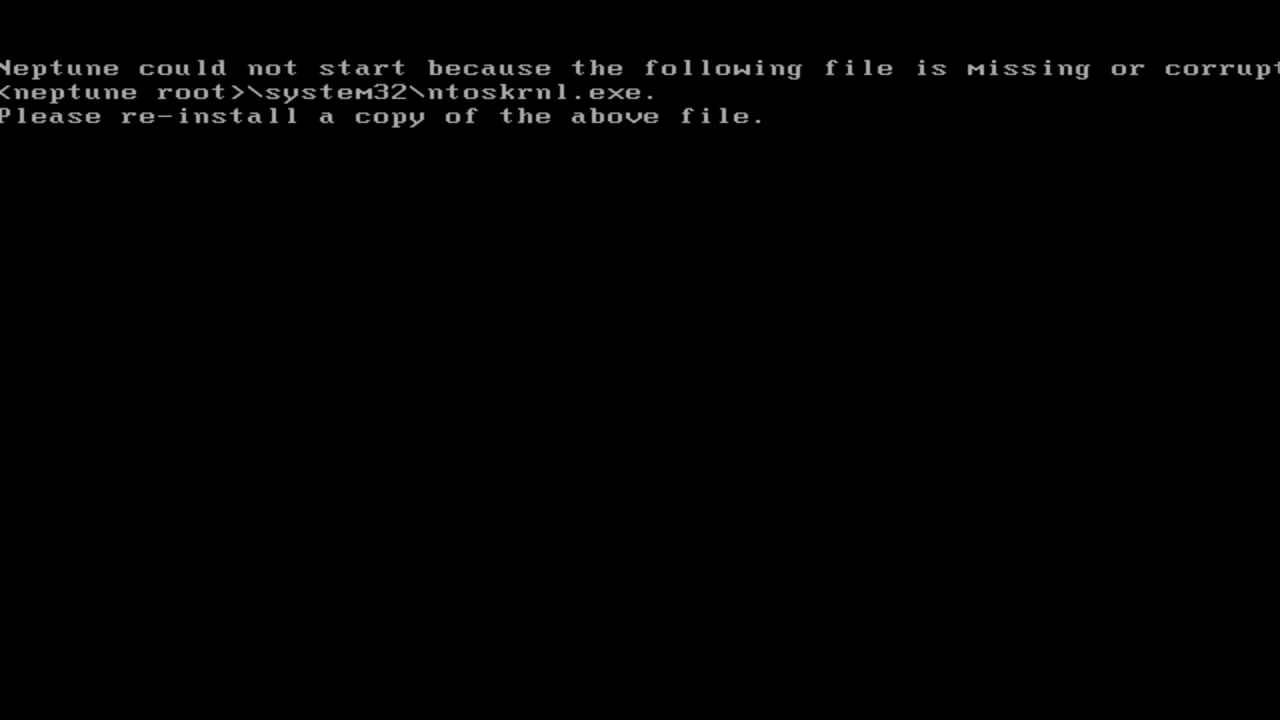 Neptune could not start because the following file is missing or corrupt
<neptune root>\system32\ntoskrnl.exe.
Please re-install a copy of the above file.